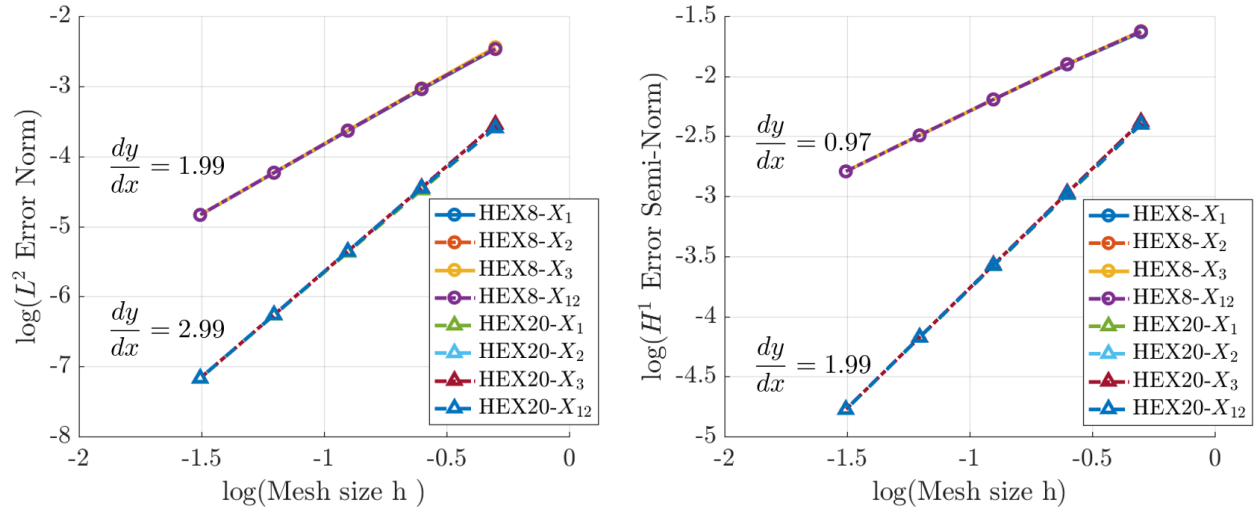 -2
-3
-4
-5
-6
-7
-8
log(L² Error Norm)
dy/dx = 1.99
dy/dx = 2.99
HEX8-X₁
HEX8-X₂
HEX8-X₃
HEX8-X₁₂
HEX20-X₁
HEX20-X₂
HEX20-X₃
HEX20-X₁₂
-2
-1.5
-1
-0.5
0
log(Mesh size h )
-1.5
-2
-2.5
-3
-3.5
-4
-4.5
-5
log(H¹ Error Semi-Norm)
dy/dx = 0.97
dy/dx = 1.99
HEX8-X₁
HEX8-X₂
HEX8-X₃
HEX8-X₁₂
HEX20-X₁
HEX20-X₂
HEX20-X₃
HEX20-X₁₂
-2
-1.5
-1
-0.5
0
log(Mesh size h)